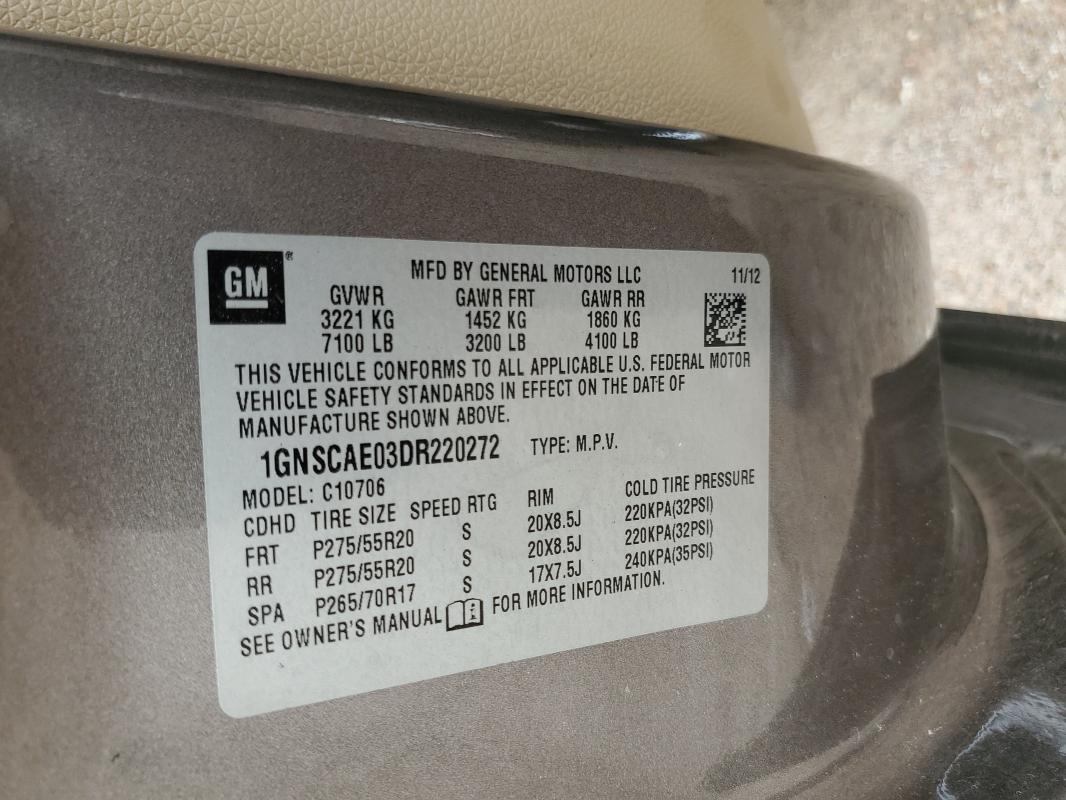 GM®
MFD BY GENERAL MOTORS LLC 11/12
GVWR GAWR FRT GAWR RR
3221 KG 1452 KG 1860 KG
7100 LB 3200 LB 4100 LB
THIS VEHICLE CONFORMS TO ALL APPLICABLE U.S. FEDERAL MOTOR
VEHICLE SAFETY STANDARDS IN EFFECT ON THE DATE OF
MANUFACTURE SHOWN ABOVE.
1GNSCAE03DR220272 TYPE: M.P.V.
MODEL: C10706
CDHD TIRE SIZE SPEED RTG RIM COLD TIRE PRESSURE
FRT P275/55R20 S 20X8.5J 220KPA(32PSI)
RR P275/55R20 S 20X8.5J 220KPA(32PSI)
SPA P265/70R17 S 17X7.5J 240KPA(35PSI)
SEE OWNER'S MANUAL FOR MORE INFORMATION.